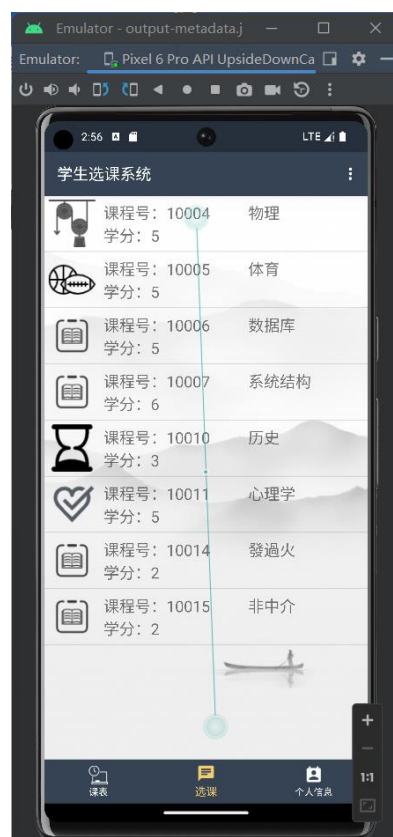 Emulator - output-metadata.j
Emulator: Pixel 6 Pro API UpsideDownCa
2:56 LTE
学生选课系统
课程号: 10004 物理
学分: 5
课程号: 10005 体育
学分: 5
课程号: 10006 数据库
学分: 5
课程号: 10007 系统结构
学分: 6
课程号: 10010 历史
学分: 3
课程号: 10011 心理学
学分: 5
课程号: 10014 發過火
学分: 2
课程号: 10015 非中介
学分: 2
课表 选课 个人信息
1:1